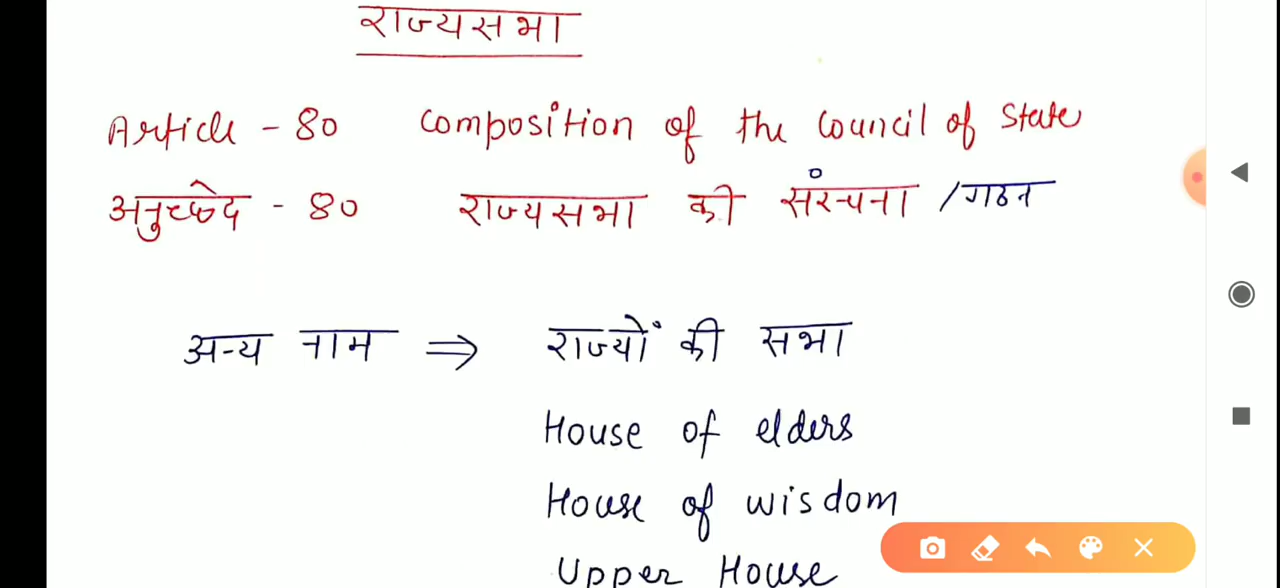 राज्यसभा
Article - 80 Composition of the Council of State
अनुच्छेद - 80 राज्यसभा की संरचना /गठन
अन्य नाम ⇒ राज्यों की सभा
House of elders
House of wisdom
Upper House